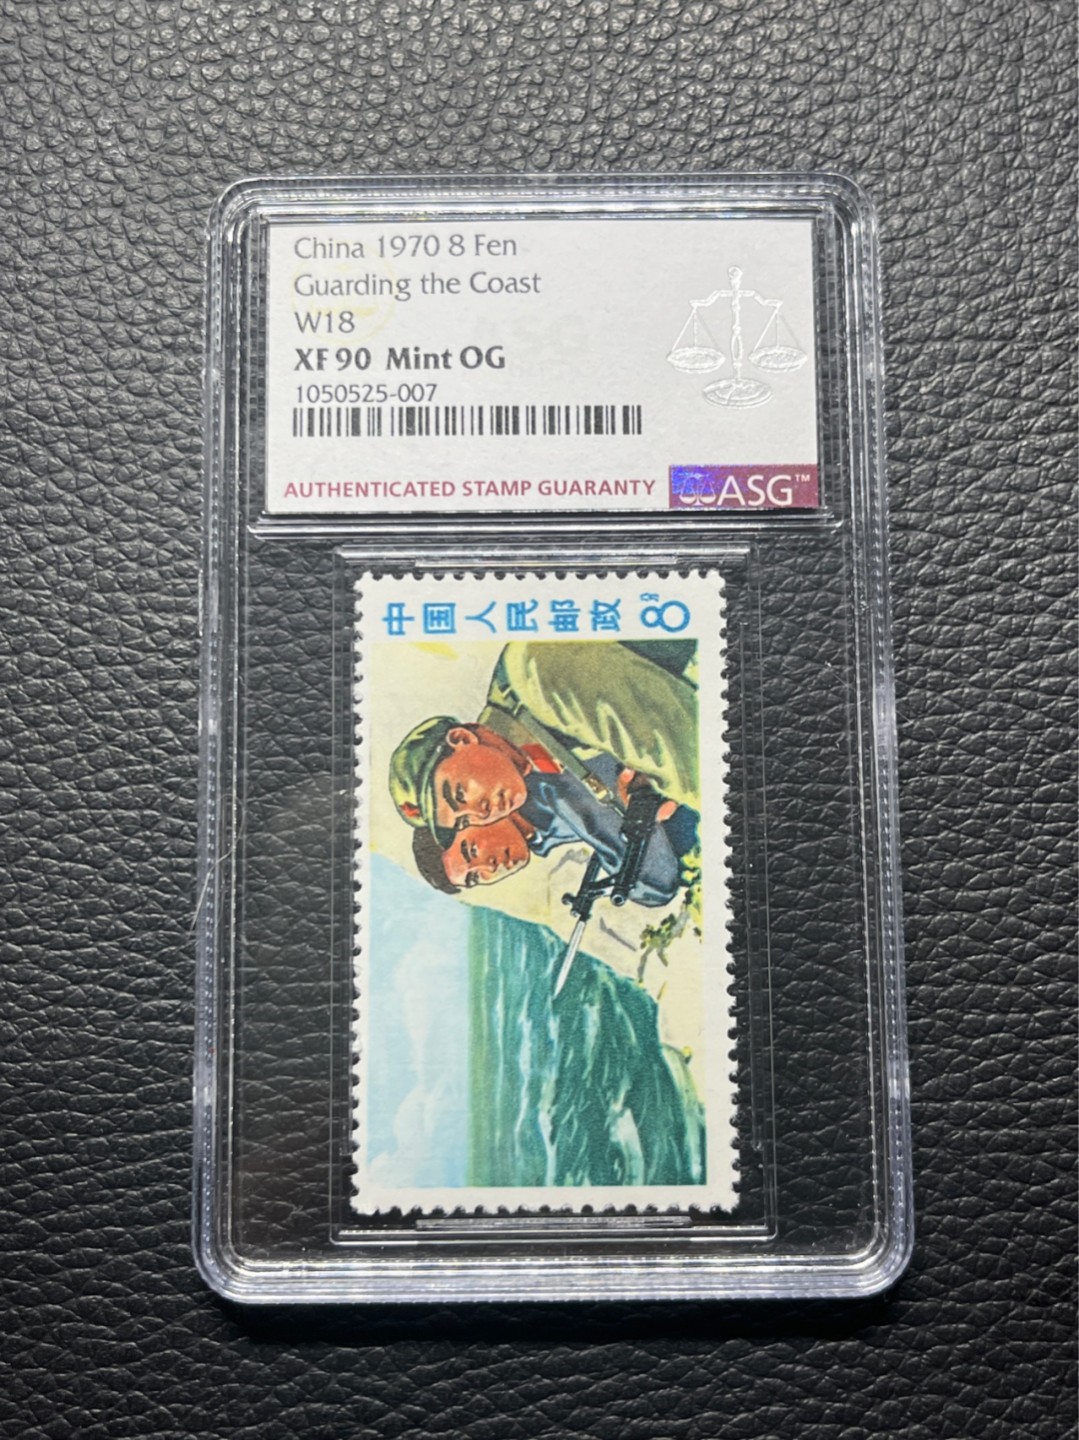 China 1970 8 Fen
Guarding the Coast
W18
XF 90 Mint OG
1050525-007
AUTHENTICATED STAMP GUARANTY
ASG™
中国人民邮政 8分